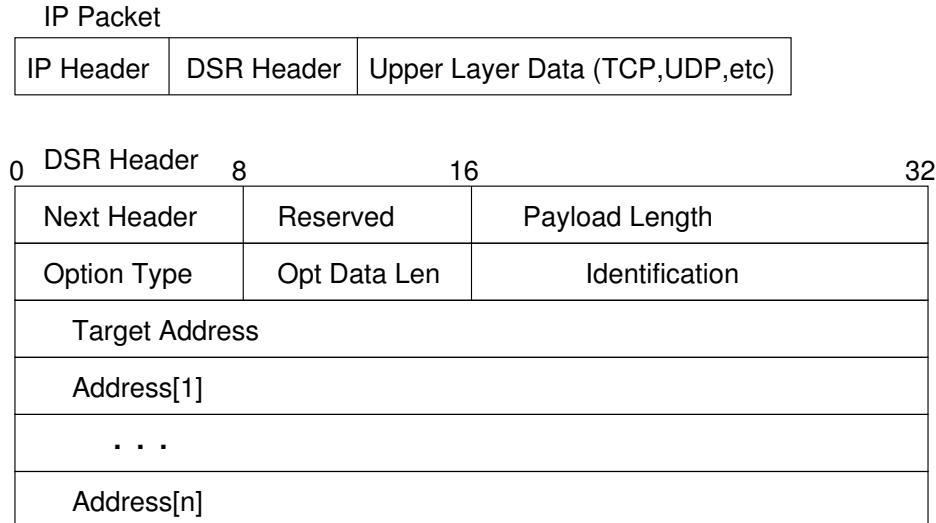 IP Packet
IP Header DSR Header Upper Layer Data (TCP,UDP,etc)
DSR Header
0 8 16 32
Next Header Reserved Payload Length
Option Type Opt Data Len Identification
Target Address
Address[1]
. . .
Address[n]